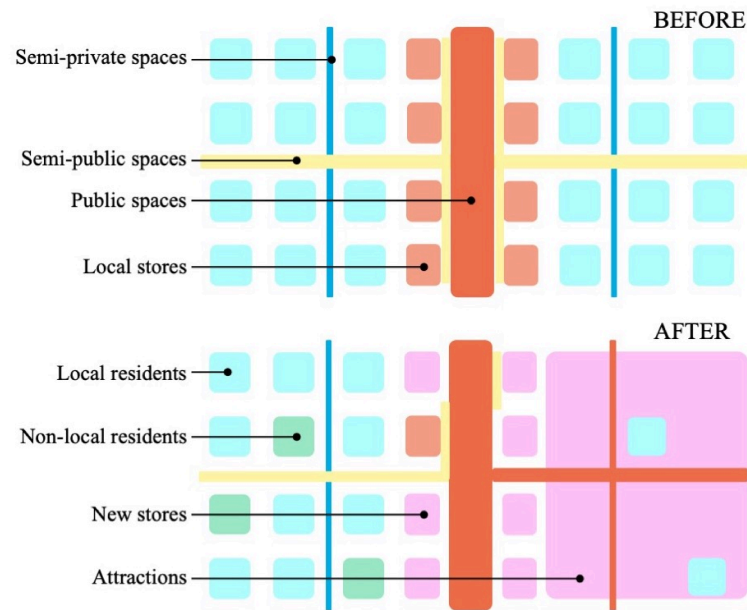 BEFORE
Semi-private spaces
Semi-public spaces
Public spaces
Local stores
AFTER
Local residents
Non-local residents
New stores
Attractions